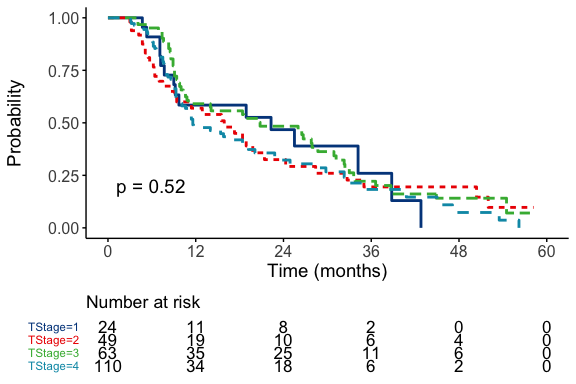 1.00
0.75
0.50
0.25
0.00
Probability
p = 0.52
0 12 24 36 48 60
Time (months)
Number at risk
TStage=1 24 11 8 2 0 0
TStage=2 49 19 10 6 4 0
TStage=3 63 35 25 11 6 0
TStage=4 110 34 18 6 2 0